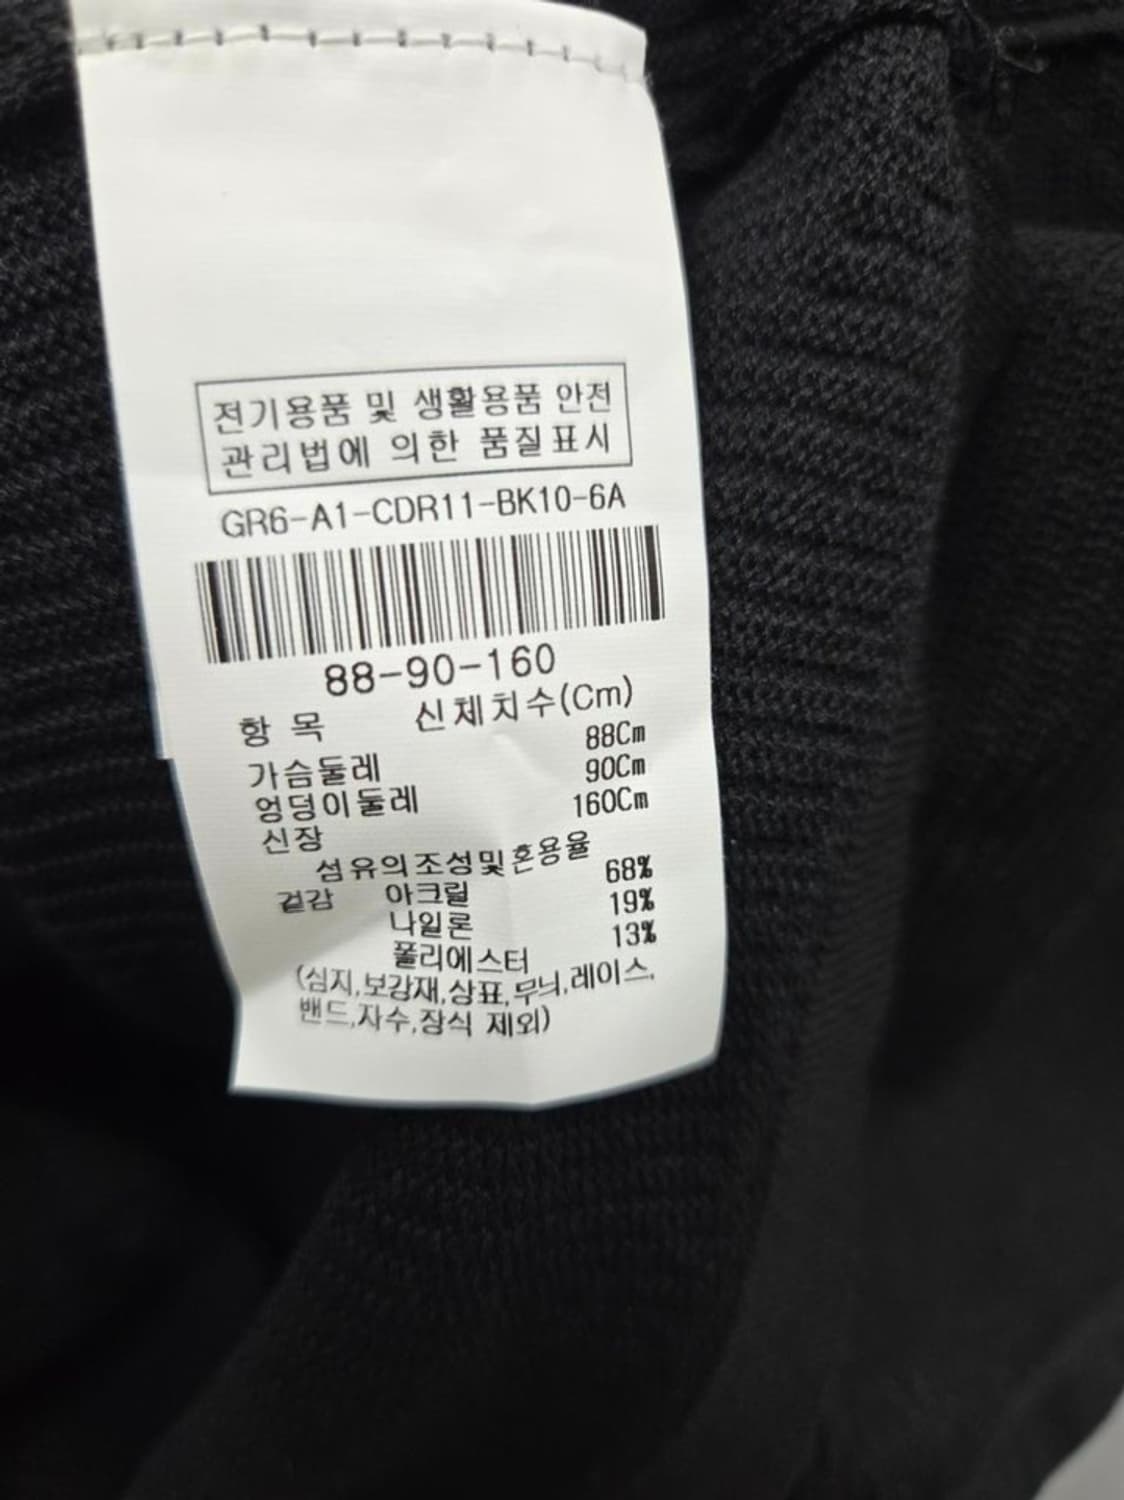 전기용품 및 생활용품 안전
관리법에 의한 품질표시
GR6-A1-CDR11-BK10-6A
88-90-160
항 목 신체치수(Cm)
가슴둘레 88Cm
엉덩이둘레 90Cm
신장 160Cm
섬유의조성및혼용율
겉감 아크릴 68%
나일론 19%
폴리에스터 13%
(심지,보강재,상표,무늬,레이스,
밴드,자수,장식 제외)